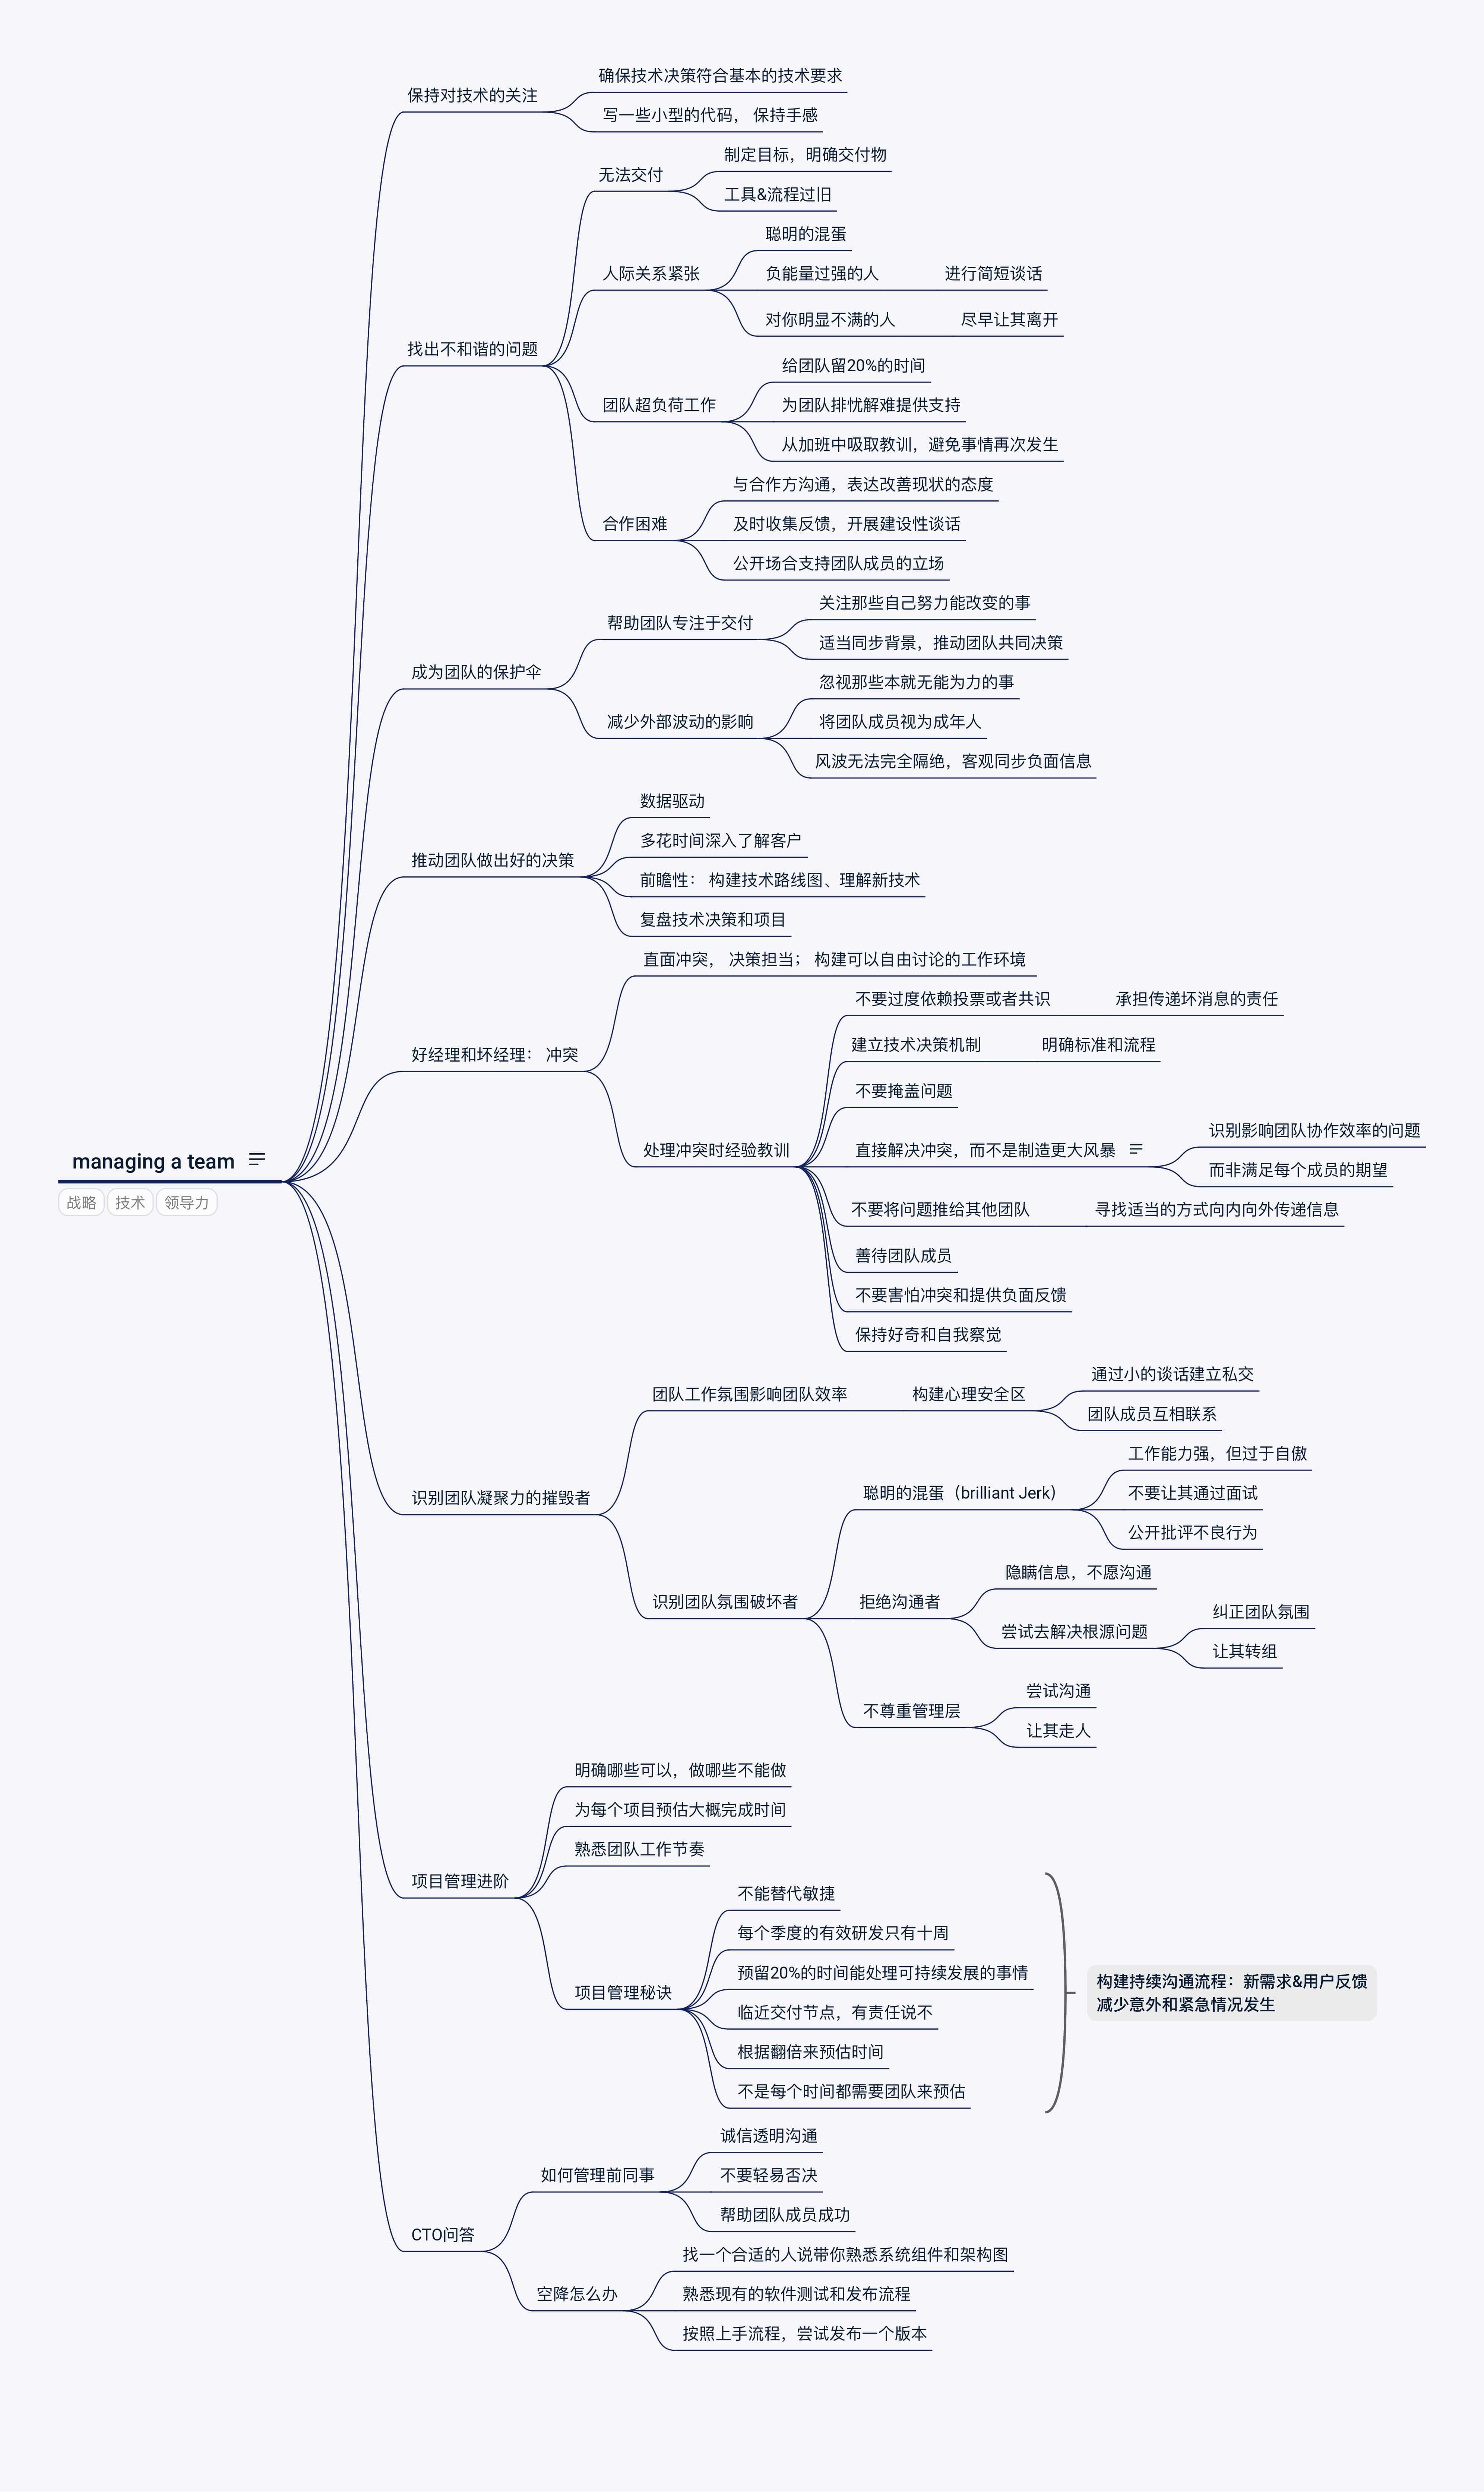 managing a team
战略
技术
领导力
保持对技术的关注
确保技术决策符合基本的技术要求
写一些小型的代码， 保持手感
找出不和谐的问题
无法交付
制定目标，明确交付物
工具&流程过旧
人际关系紧张
聪明的混蛋
负能量过强的人
进行简短谈话
对你明显不满的人
尽早让其离开
团队超负荷工作
给团队留20%的时间
为团队排忧解难提供支持
从加班中吸取教训，避免事情再次发生
合作困难
与合作方沟通，表达改善现状的态度
及时收集反馈，开展建设性谈话
公开场合支持团队成员的立场
成为团队的保护伞
帮助团队专注于交付
关注那些自己努力能改变的事
适当同步背景，推动团队共同决策
减少外部波动的影响
忽视那些本就无能为力的事
将团队成员视为成年人
风波无法完全隔绝，客观同步负面信息
推动团队做出好的决策
数据驱动
多花时间深入了解客户
前瞻性： 构建技术路线图、理解新技术
复盘技术决策和项目
好经理和坏经理： 冲突
直面冲突， 决策担当； 构建可以自由讨论的工作环境
处理冲突时经验教训
不要过度依赖投票或者共识
承担传递坏消息的责任
建立技术决策机制
明确标准和流程
不要掩盖问题
直接解决冲突，而不是制造更大风暴
识别影响团队协作效率的问题
而非满足每个成员的期望
不要将问题推给其他团队
寻找适当的方式向内向外传递信息
善待团队成员
不要害怕冲突和提供负面反馈
保持好奇和自我察觉
识别团队凝聚力的摧毁者
团队工作氛围影响团队效率
构建心理安全区
通过小的谈话建立私交
团队成员互相联系
识别团队氛围破坏者
聪明的混蛋（brilliant Jerk）
工作能力强，但过于自傲
不要让其通过面试
公开批评不良行为
拒绝沟通者
隐瞒信息，不愿沟通
尝试去解决根源问题
纠正团队氛围
让其转组
不尊重管理层
尝试沟通
让其走人
项目管理进阶
明确哪些可以，做哪些不能做
为每个项目预估大概完成时间
熟悉团队工作节奏
项目管理秘诀
不能替代敏捷
每个季度的有效研发只有十周
预留20%的时间能处理可持续发展的事情
临近交付节点，有责任说不
根据翻倍来预估时间
不是每个时间都需要团队来预估
构建持续沟通流程：新需求&用户反馈
减少意外和紧急情况发生
CTO问答
如何管理前同事
诚信透明沟通
不要轻易否决
帮助团队成员成功
空降怎么办
找一个合适的人说带你熟悉系统组件和架构图
熟悉现有的软件测试和发布流程
按照上手流程，尝试发布一个版本